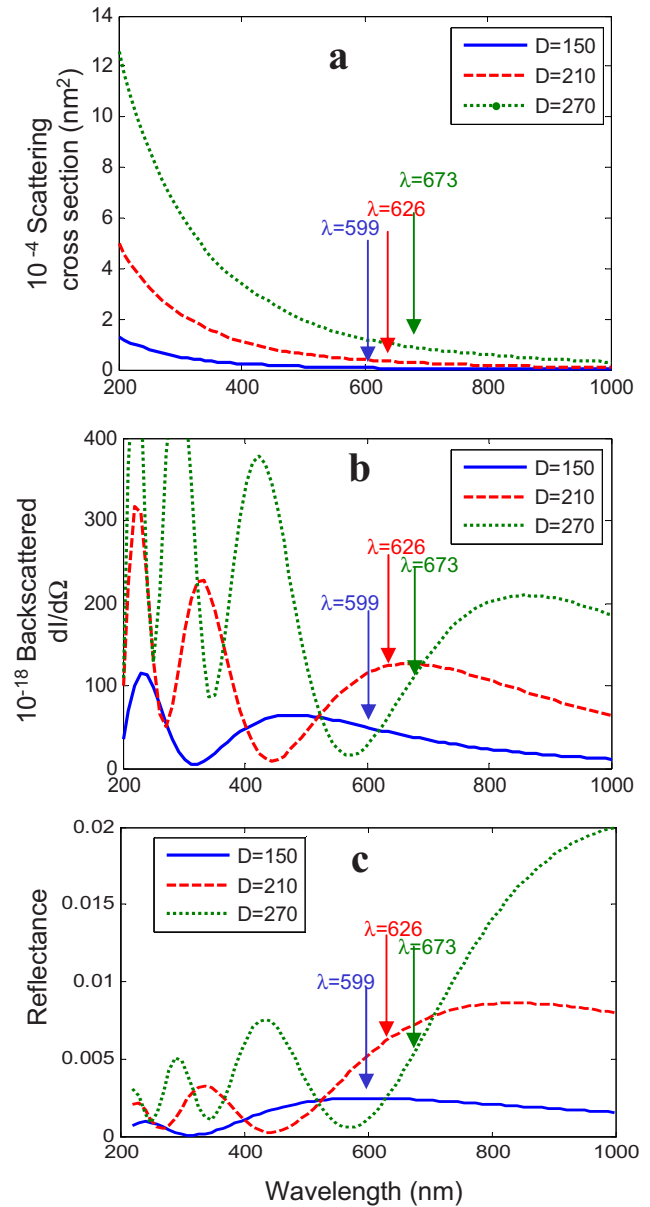 a
14
12
10
8
6
4
2
0
200
400
600
800
1000
10⁻⁴ Scattering
cross section (nm²)
D=150
D=210
D=270
λ=673
λ=626
λ=599
b
400
300
200
100
0
200
400
600
800
1000
10⁻¹⁸ Backscattered
dI/dΩ
D=150
D=210
D=270
λ=626
λ=673
λ=599
c
0.02
0.015
0.01
0.005
0
200
400
600
800
1000
Reflectance
D=150
D=210
D=270
λ=626
λ=673
λ=599
Wavelength (nm)